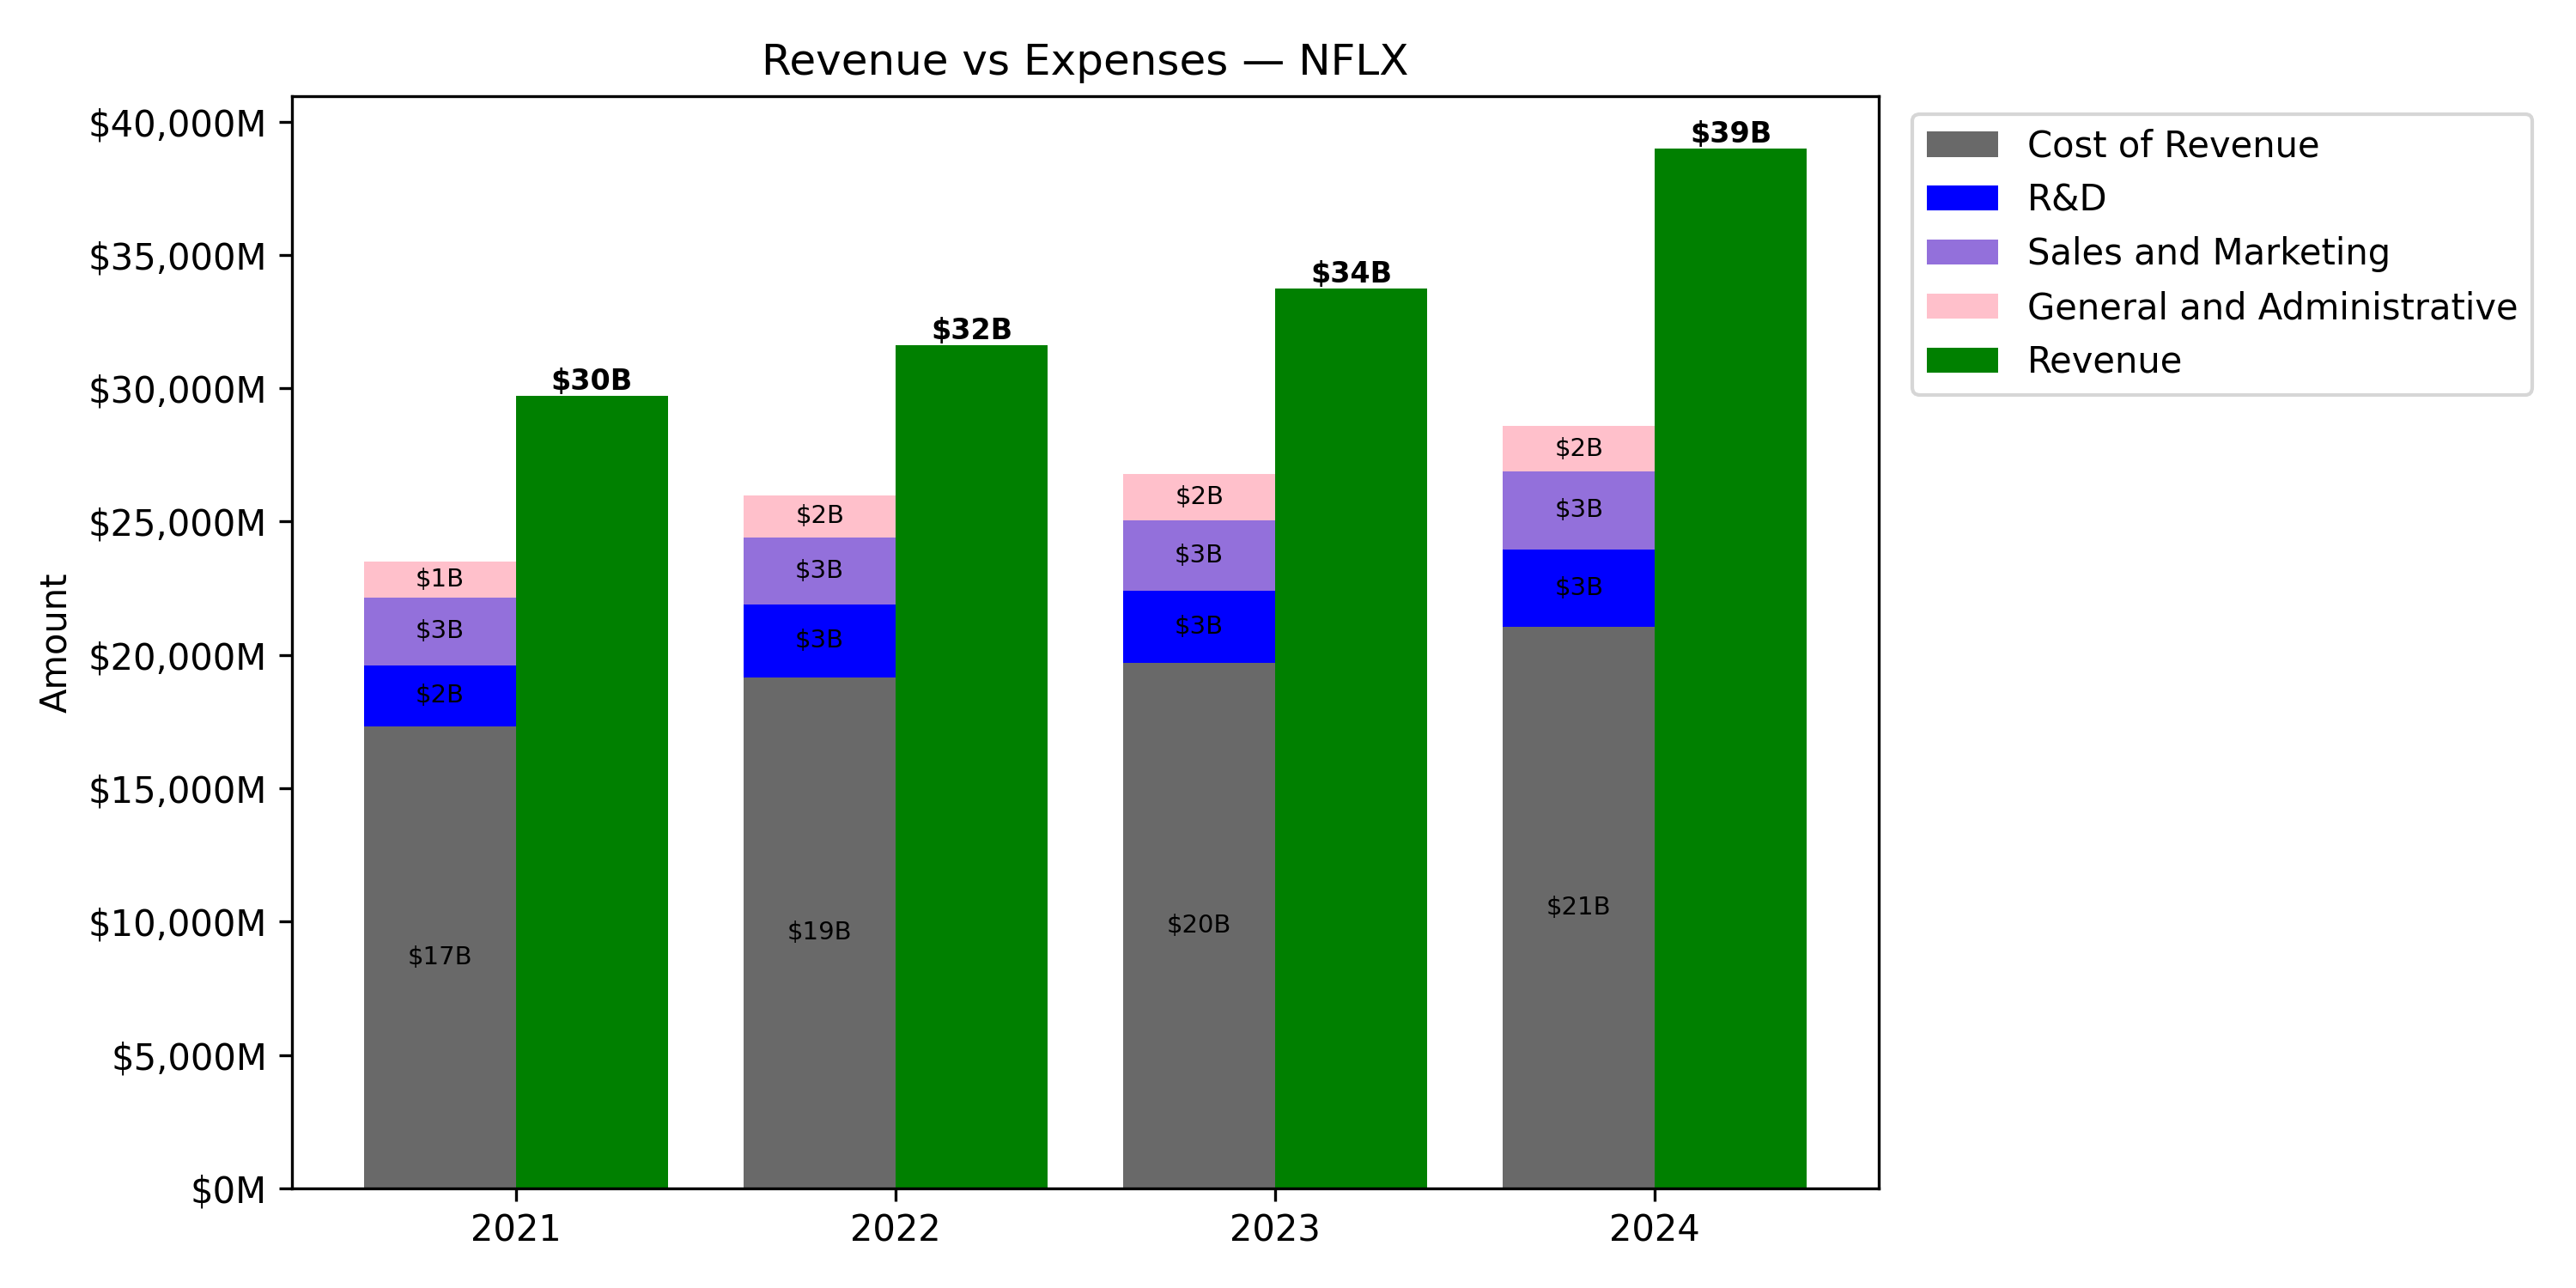 Revenue vs Expenses — NFLX
Amount
$40,000M
$35,000M
$30,000M
$25,000M
$20,000M
$15,000M
$10,000M
$5,000M
$0M
$17B
$2B
$3B
$1B
$30B
$19B
$3B
$3B
$2B
$32B
$20B
$3B
$3B
$2B
$34B
$21B
$3B
$3B
$2B
$39B
2021
2022
2023
2024
Cost of Revenue
R&D
Sales and Marketing
General and Administrative
Revenue